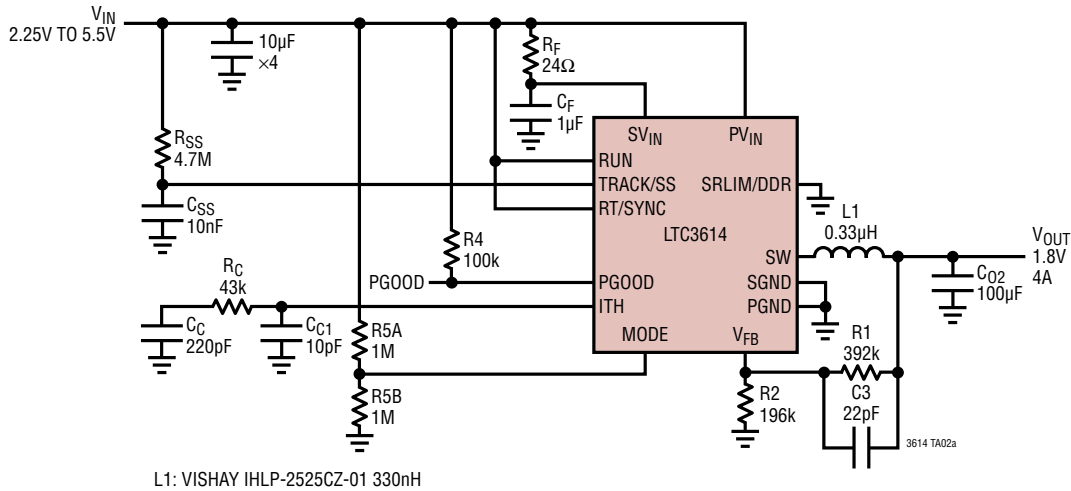 VIN
2.25V TO 5.5V
10µF
×4
RF
24Ω
CF
1µF
RSS
4.7M
CSS
10nF
SVIN
PVIN
RUN
TRACK/SS
RT/SYNC
SRLIM/DDR
LTC3614
L1
0.33µH
SW
VOUT
1.8V
4A
R4
100k
PGOOD
PGOOD
SGND
PGND
ITH
MODE
VFB
CO2
100µF
RC
43k
CC
220pF
CC1
10pF
R5A
1M
R5B
1M
R1
392k
C3
22pF
R2
196k
3614 TA02a
L1: VISHAY IHLP-2525CZ-01 330nH